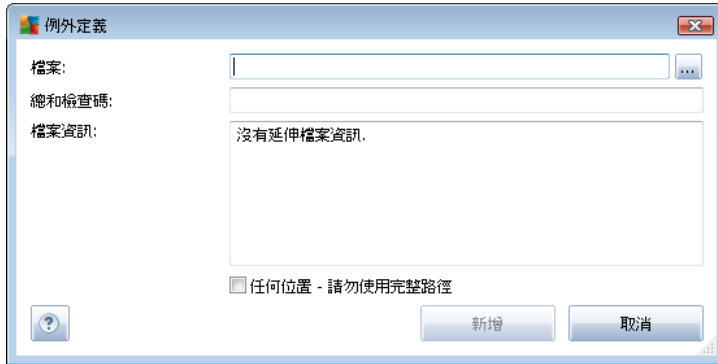 例外定義
檔案:
...
總和檢查碼:
檔案資訊:
沒有延伸檔案資訊.
任何位置 - 請勿使用完整路徑
?
新增
取消